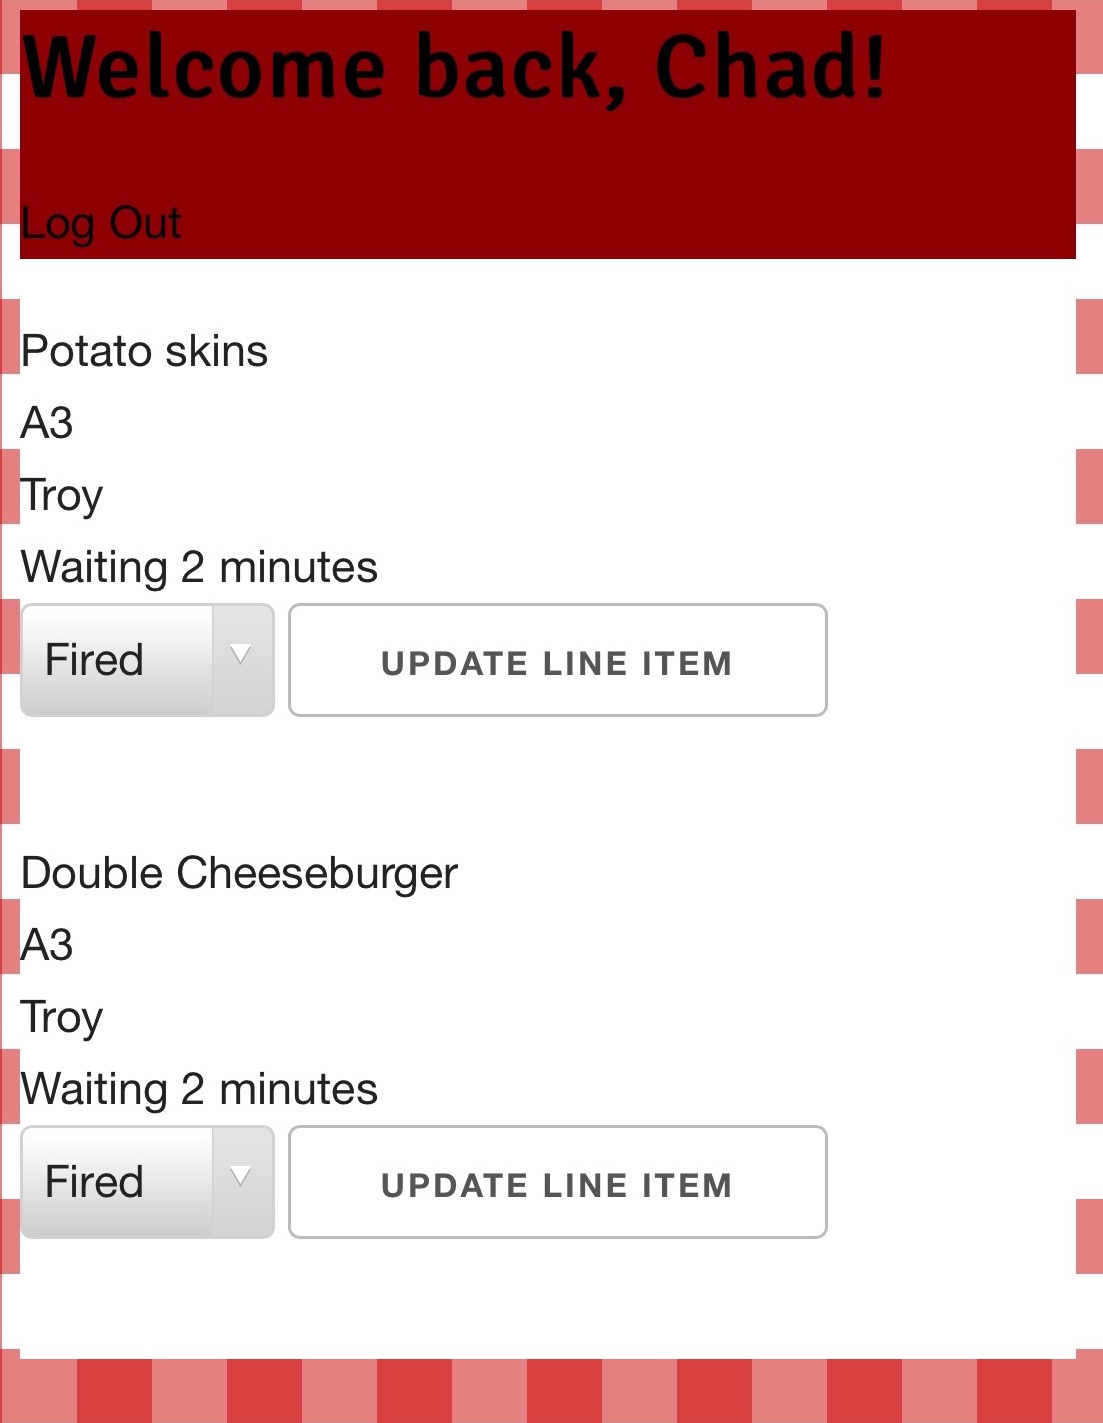 Welcome back, Chad!
Log Out
Potato skins
A3
Troy
Waiting 2 minutes
Fired UPDATE LINE ITEM
Double Cheeseburger
A3
Troy
Waiting 2 minutes
Fired UPDATE LINE ITEM